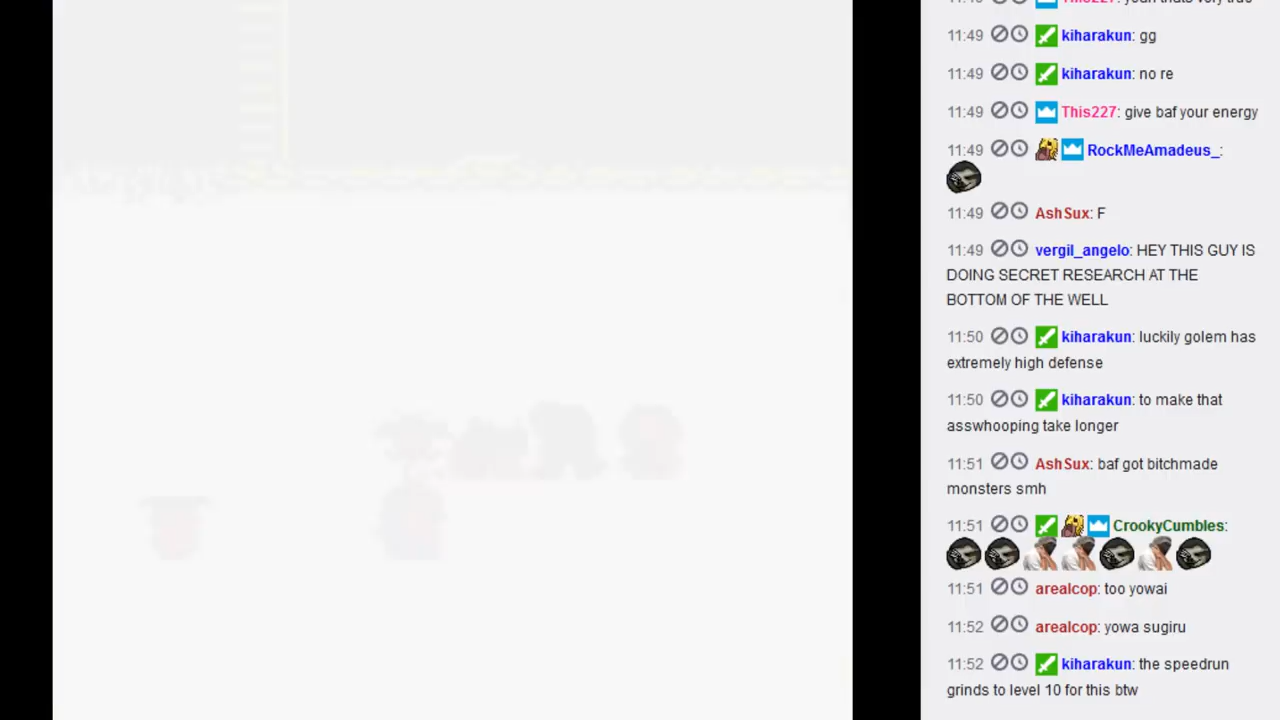 11:49 kiharakun: gg
11:49 kiharakun: no re
11:49 This227: give baf your energy
11:49 RockMeAmadeus_:
11:49 AshSux: F
11:49 vergil_angelo: HEY THIS GUY IS
DOING SECRET RESEARCH AT THE
BOTTOM OF THE WELL
11:50 kiharakun: luckily golem has
extremely high defense
11:50 kiharakun: to make that
asswhooping take longer
11:51 AshSux: baf got bitchmade
monsters smh
11:51 CrookyCumbles:
11:51 arealcop: too yowai
11:52 arealcop: yowa sugiru
11:52 kiharakun: the speedrun
grinds to level 10 for this btw